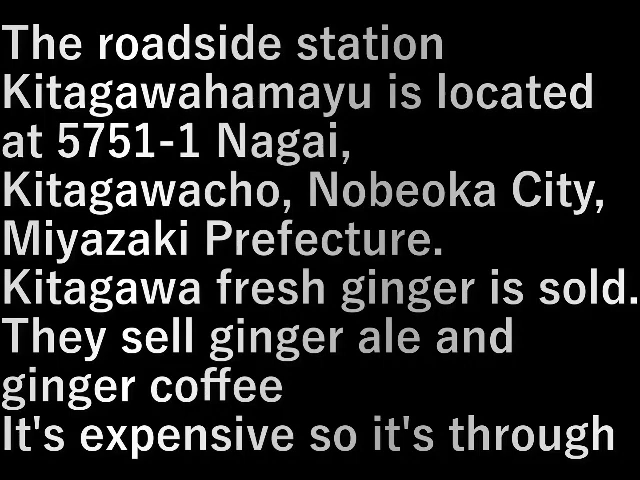 The roadside station
Kitagawahamayu is located
at 5751-1 Nagai,
Kitagawacho, Nobeoka City,
Miyazaki Prefecture.
Kitagawa fresh ginger is sold.
They sell ginger ale and
ginger coffee
It's expensive so it's through